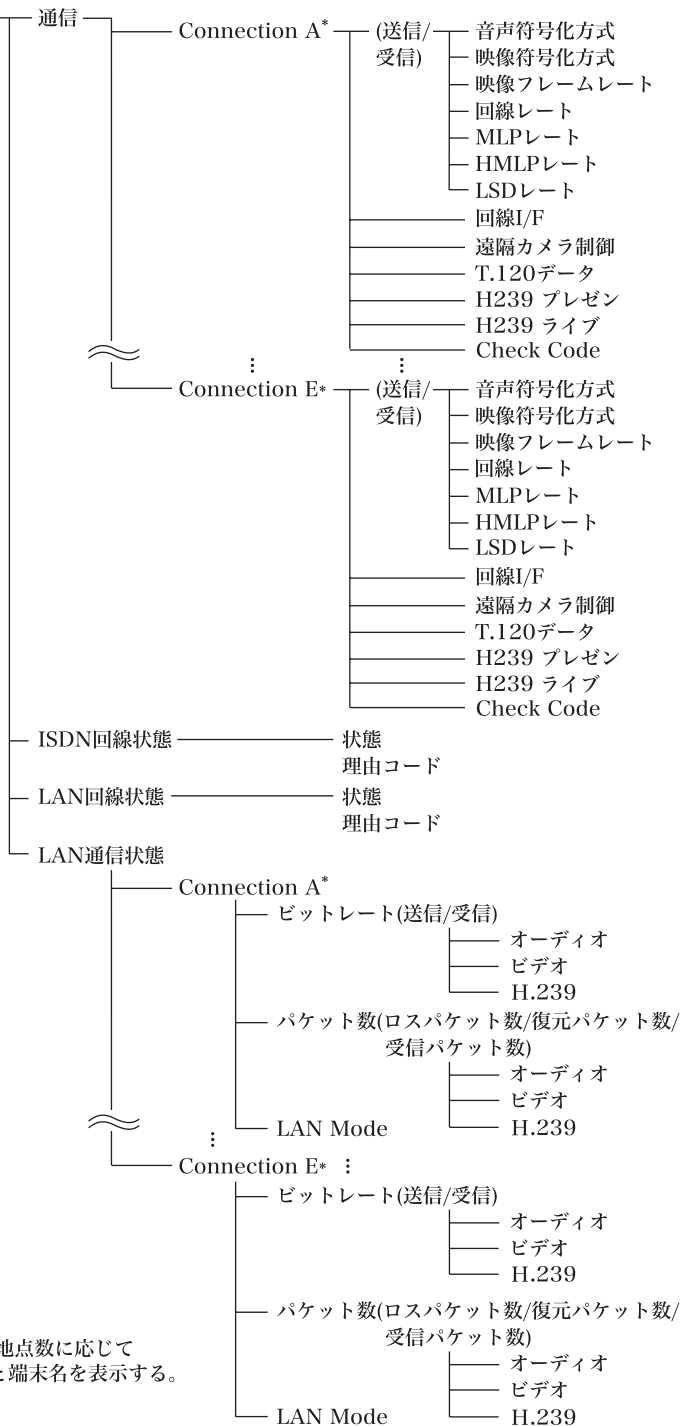 通信
Connection A*
(送信/
受信)
音声符号化方式
映像符号化方式
映像フレームレート
回線レート
MLPレート
HMLPレート
LSDレート
回線I/F
遠隔カメラ制御
T.120データ
H239 プレゼン
H239 ライブ
Check Code
Connection E*
(送信/
受信)
音声符号化方式
映像符号化方式
映像フレームレート
回線レート
MLPレート
HMLPレート
LSDレート
回線I/F
遠隔カメラ制御
T.120データ
H239 プレゼン
H239 ライブ
Check Code
ISDN回線状態
状態
理由コード
LAN回線状態
状態
理由コード
LAN通信状態
Connection A*
ビットレート(送信/受信)
オーディオ
ビデオ
H.239
パケット数(ロスパケット数/復元パケット数/
受信パケット数)
オーディオ
ビデオ
H.239
LAN Mode
Connection E*
ビットレート(送信/受信)
オーディオ
ビデオ
H.239
パケット数(ロスパケット数/復元パケット数/
受信パケット数)
オーディオ
ビデオ
H.239
LAN Mode
地点数に応じて
と端末名を表示する。